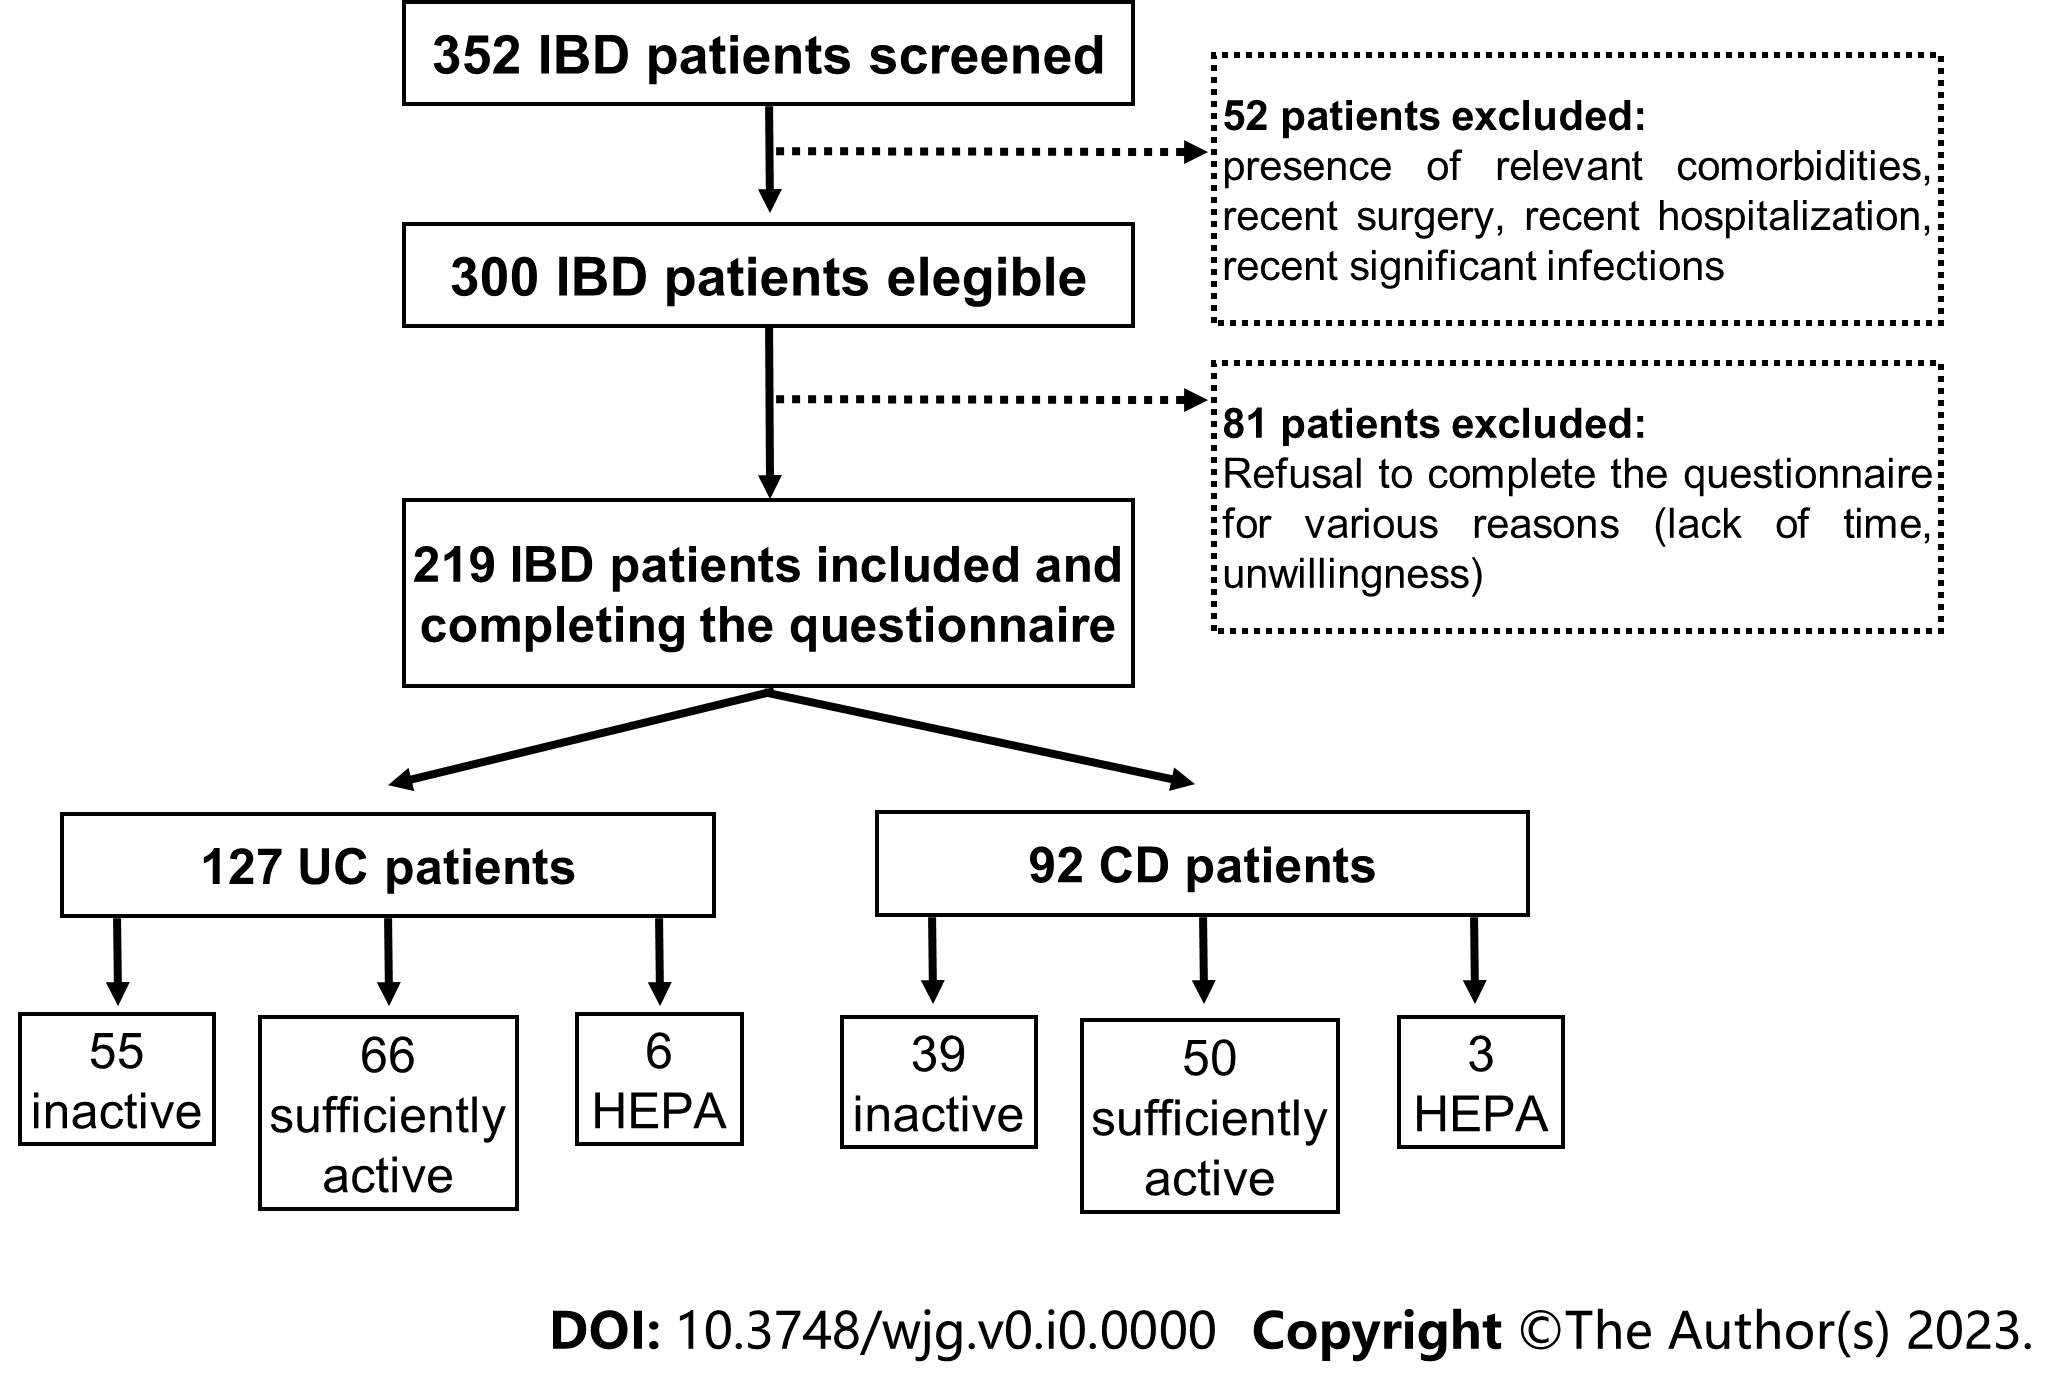 352 IBD patients screened
52 patients excluded:
presence of relevant comorbidities,
recent surgery, recent hospitalization,
recent significant infections
300 IBD patients elegible
81 patients excluded:
Refusal to complete the questionnaire
for various reasons (lack of time,
unwillingness)
219 IBD patients included and
completing the questionnaire
127 UC patients
92 CD patients
55
inactive
66
sufficiently
active
6
HEPA
39
inactive
50
sufficiently
active
3
HEPA
DOI: 10.3748/wjg.v0.i0.0000 Copyright ©The Author(s) 2023.